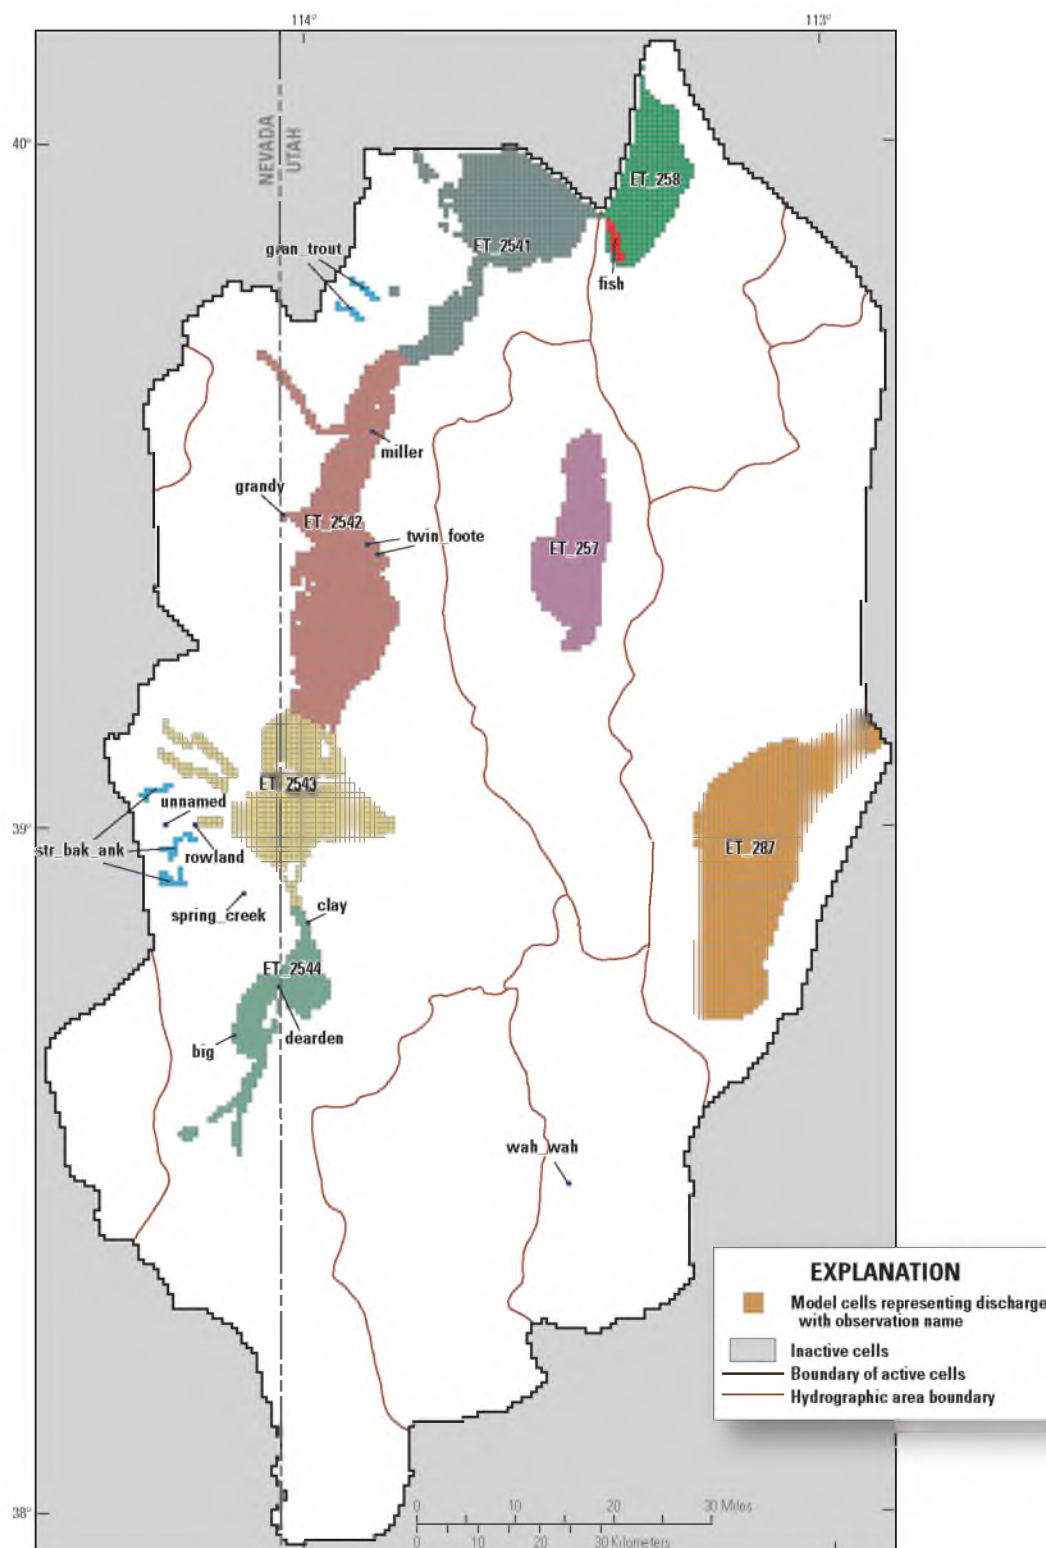 114°
113°
40°
NEVADA
UTAH
ET_258
ET_2541
gran_trout
fish
miller
grandy
ET_2542
twin_foote
ET_257
ET_2543
unnamed
39°
str_bak_ank
rowland
ET_287
spring_creek
clay
ET_2544
dearden
big
wah_wah
EXPLANATION
Model cells representing discharge
with observation name
Inactive cells
Boundary of active cells
Hydrographic area boundary
38°
0 10 20 30 Miles
0 10 20 30 Kilometers